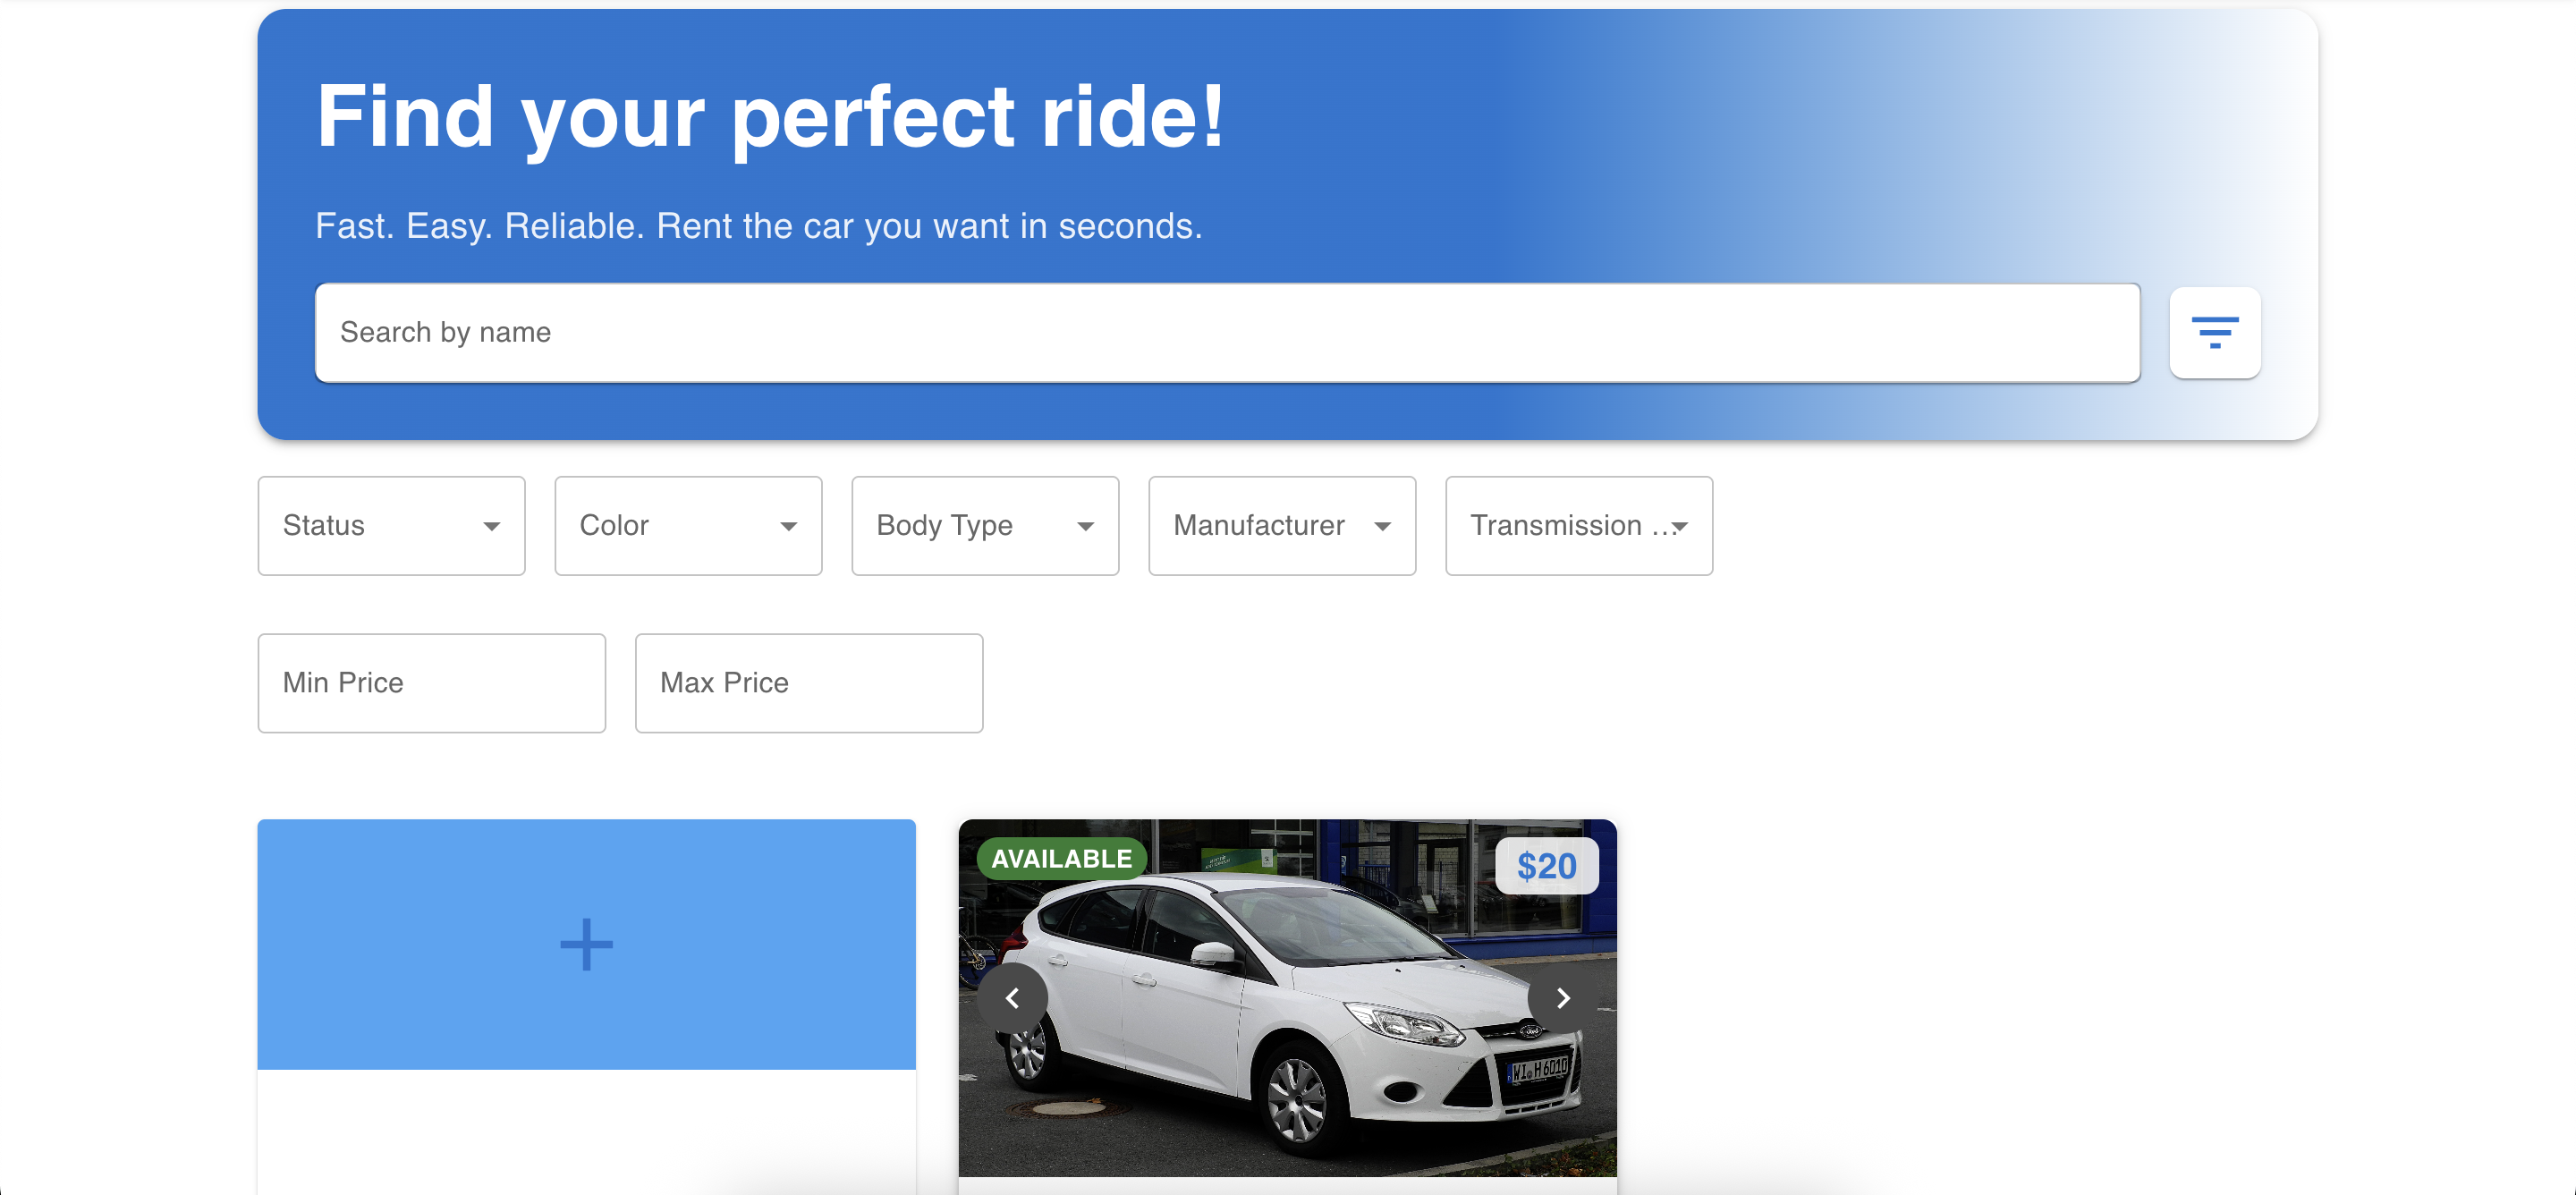 Find your perfect ride!
Fast. Easy. Reliable. Rent the car you want in seconds.
Search by name
Status
Color
Body Type
Manufacturer
Transmission ...
Min Price
Max Price
AVAILABLE
$20
Ford
WI H 6010